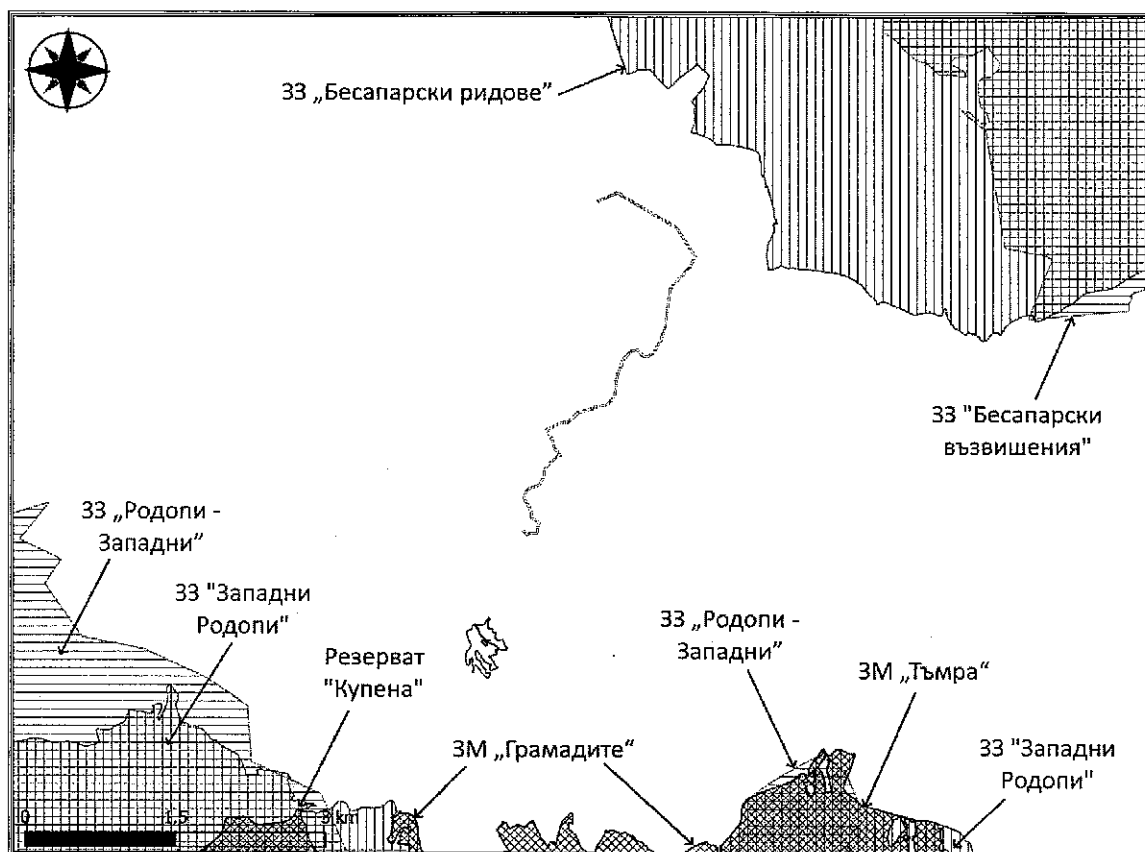 ЗЗ „Бесапарски ридове”
ЗЗ "Бесапарски
възвишения"
ЗЗ „Родопи -
Западни”
ЗЗ "Западни
Родопи"
Резерват
"Купена"
ЗМ „Грамадите“
ЗЗ „Родопи -
Западни”
ЗМ „Тъмра“
ЗЗ "Западни
Родопи"
0 1,5 3 km